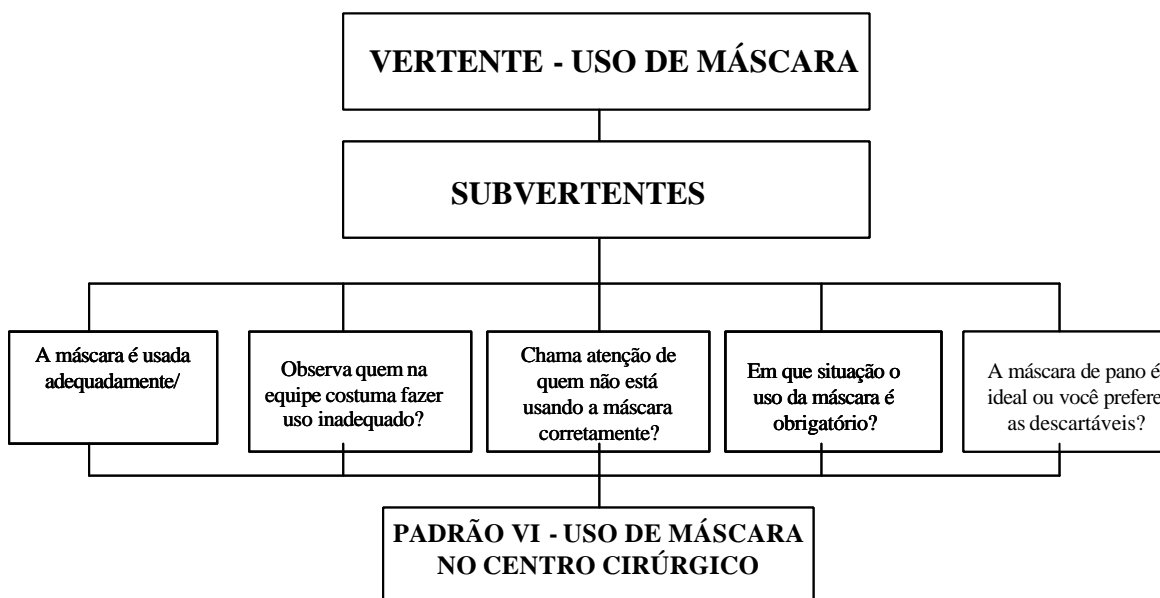 VERTENTE - USO DE MÁSCARA
SUBVERTENTES
A máscara é usada
adequadamente/
Observa quem na
equipe costuma fazer
uso inadequado?
Chama atenção de
quem não está
usando a máscara
corretamente?
Em que situação o
uso da máscara é
obrigatório?
A máscara de pano é
ideal ou você prefere
as descartáveis?
PADRÃO VI - USO DE MÁSCARA
NO CENTRO CIRÚRGICO